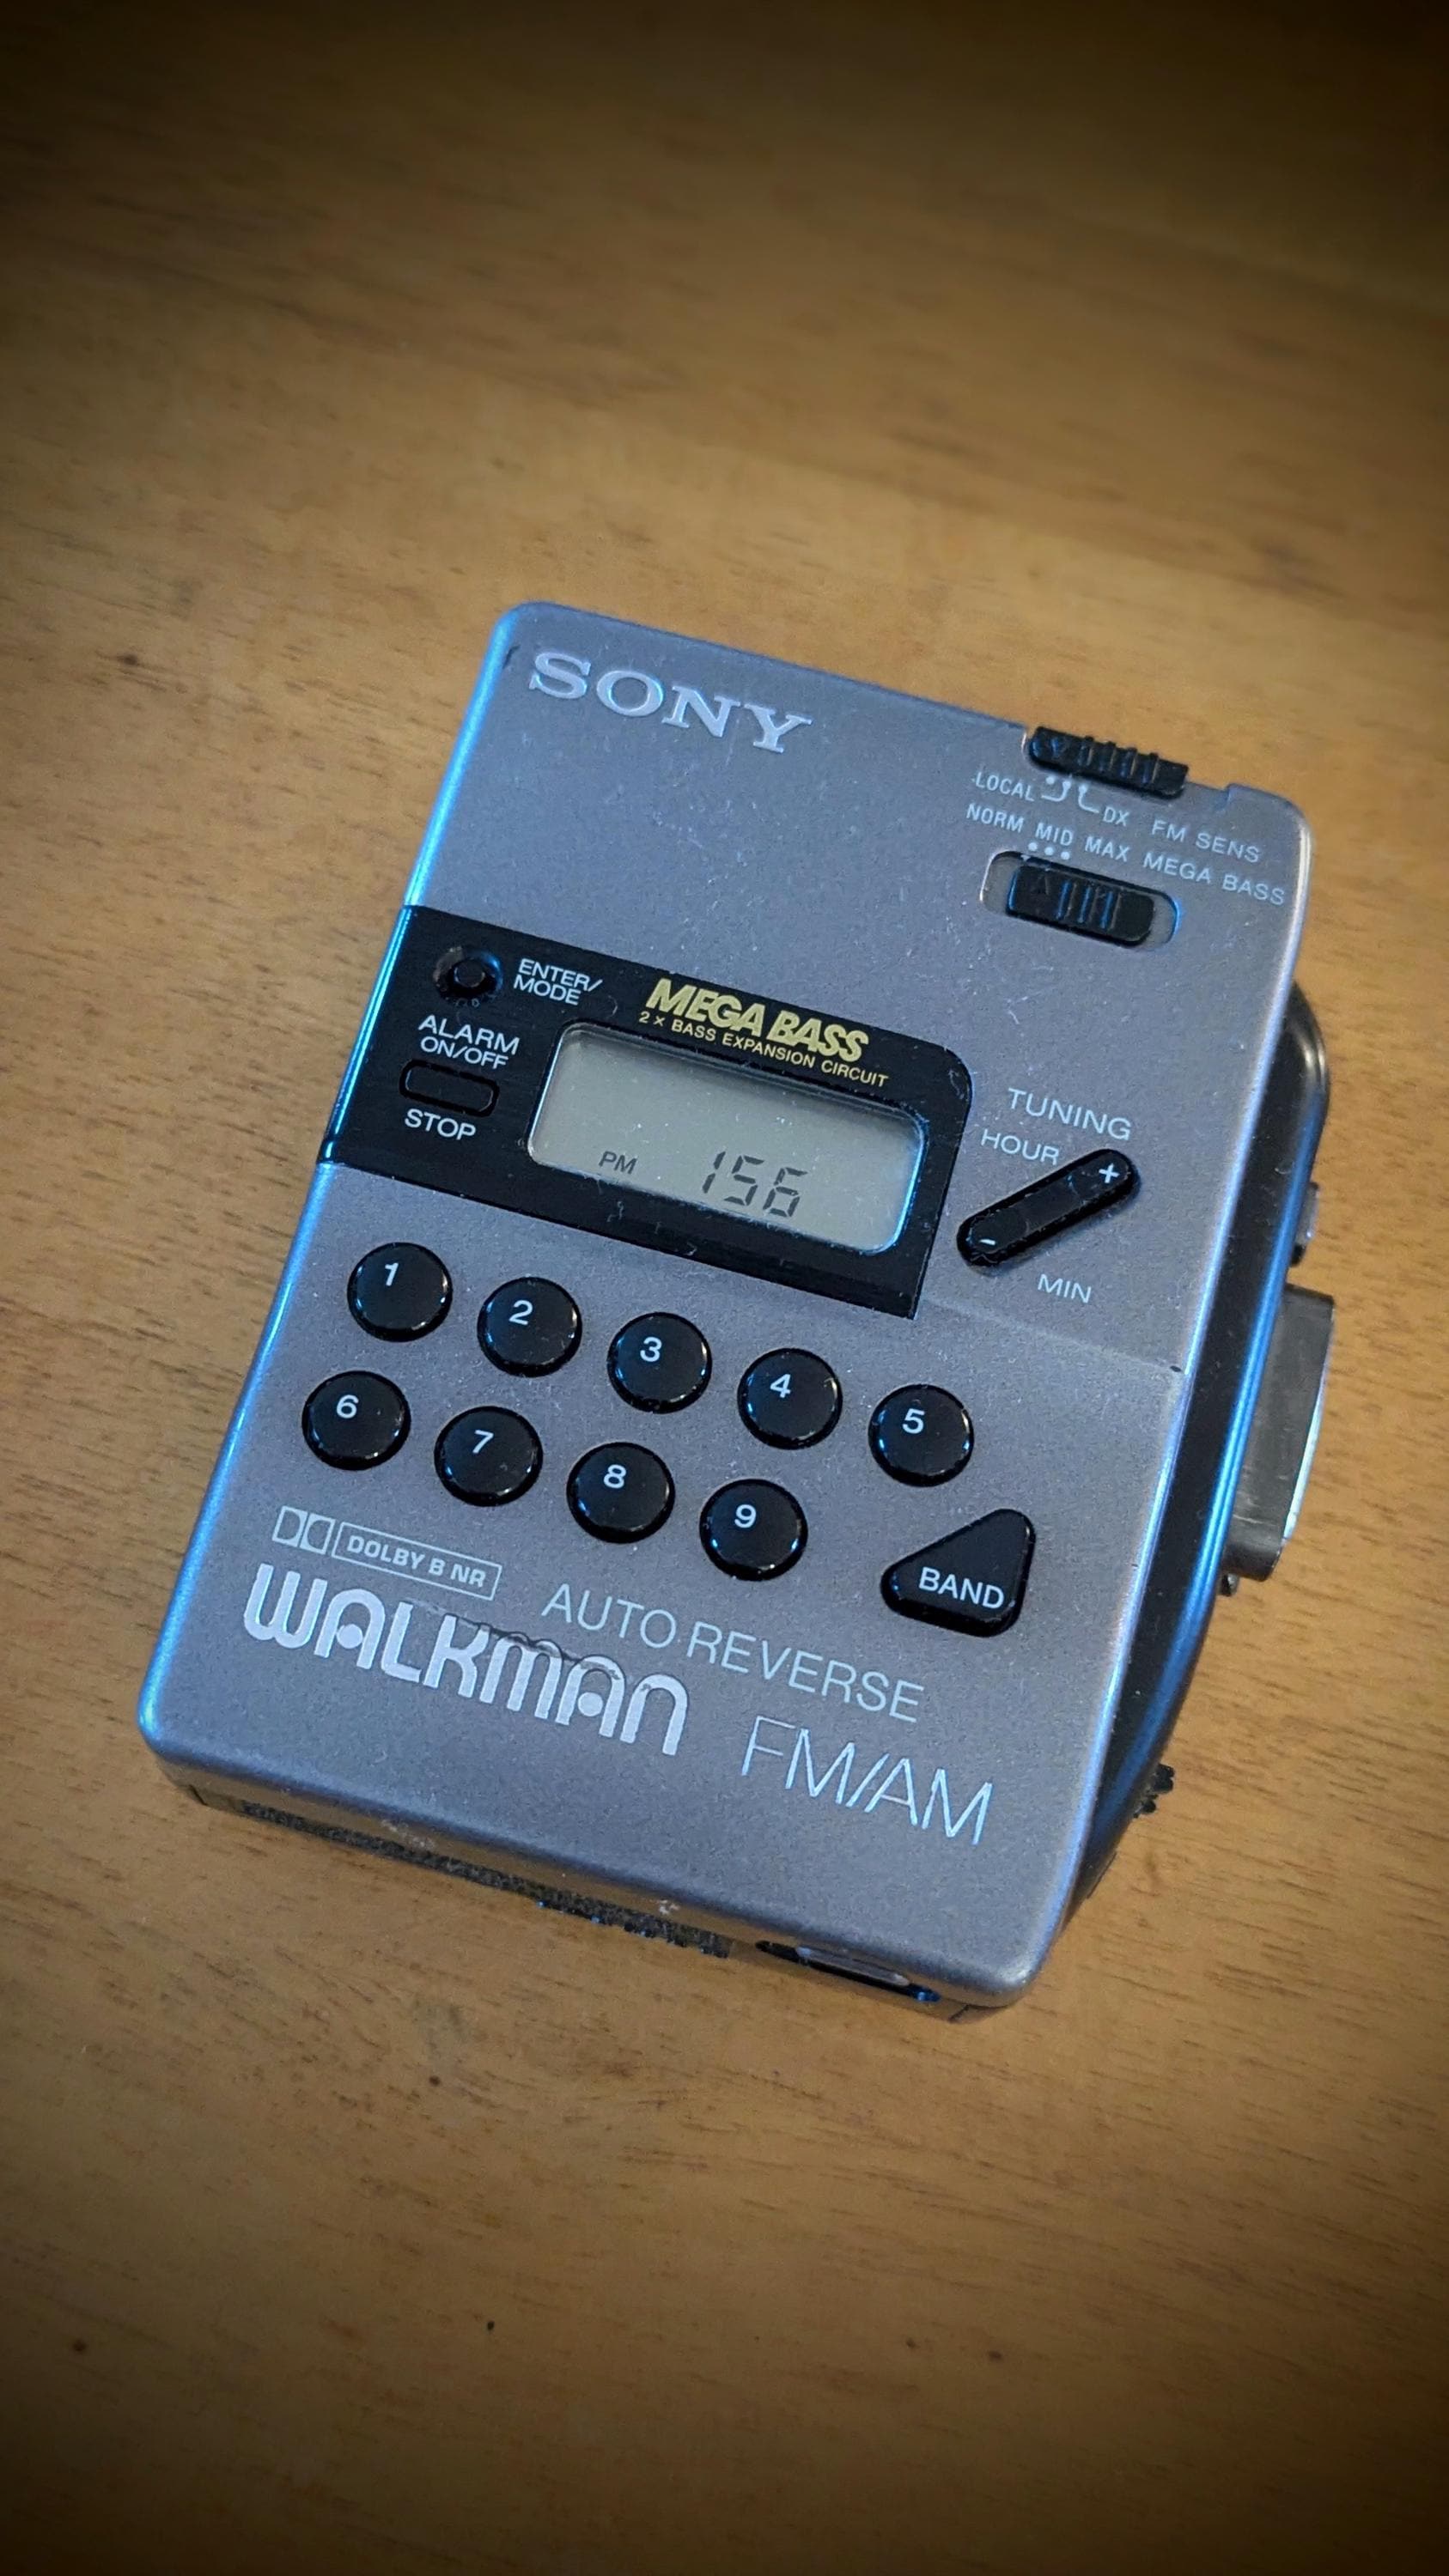 SONY
LOCAL DX FM SENS
NORM MID MAX MEGA BASS
ENTER/
MODE
MEGA BASS
2 × BASS EXPANSION CIRCUIT
ALARM
ON/OFF
STOP
PM 156
TUNING
HOUR
+
-
MIN
1 2 3 4 5
6 7 8 9
BAND
DOLBY B NR
AUTO REVERSE
WALKMAN
FM/AM